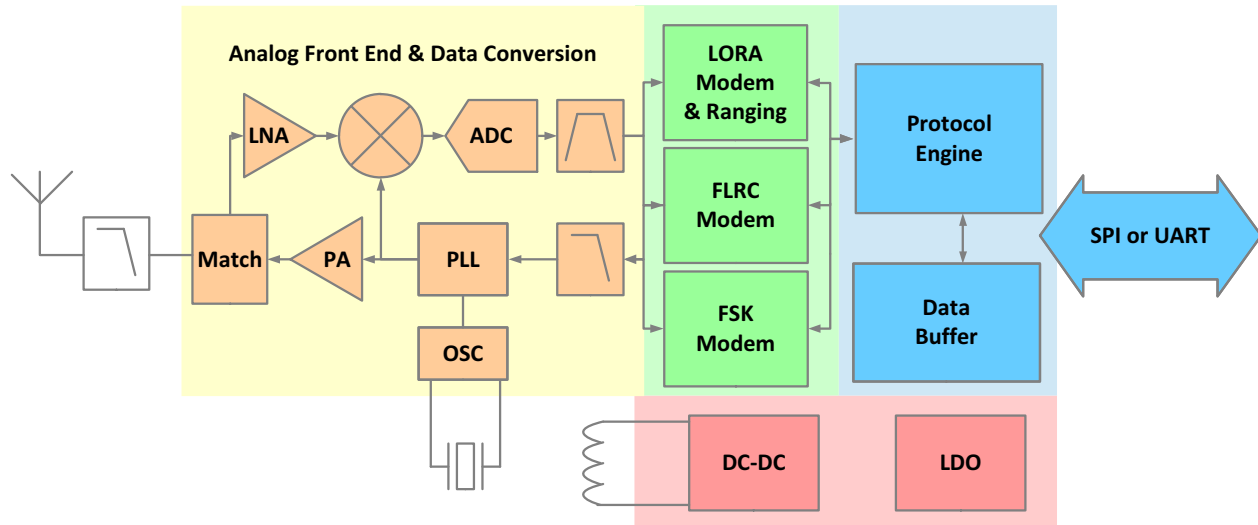 Analog Front End & Data Conversion
LNA
ADC
Match
PA
PLL
OSC
LORA
Modem
& Ranging
FLRC
Modem
FSK
Modem
Protocol
Engine
Data
Buffer
SPI or UART
DC-DC
LDO